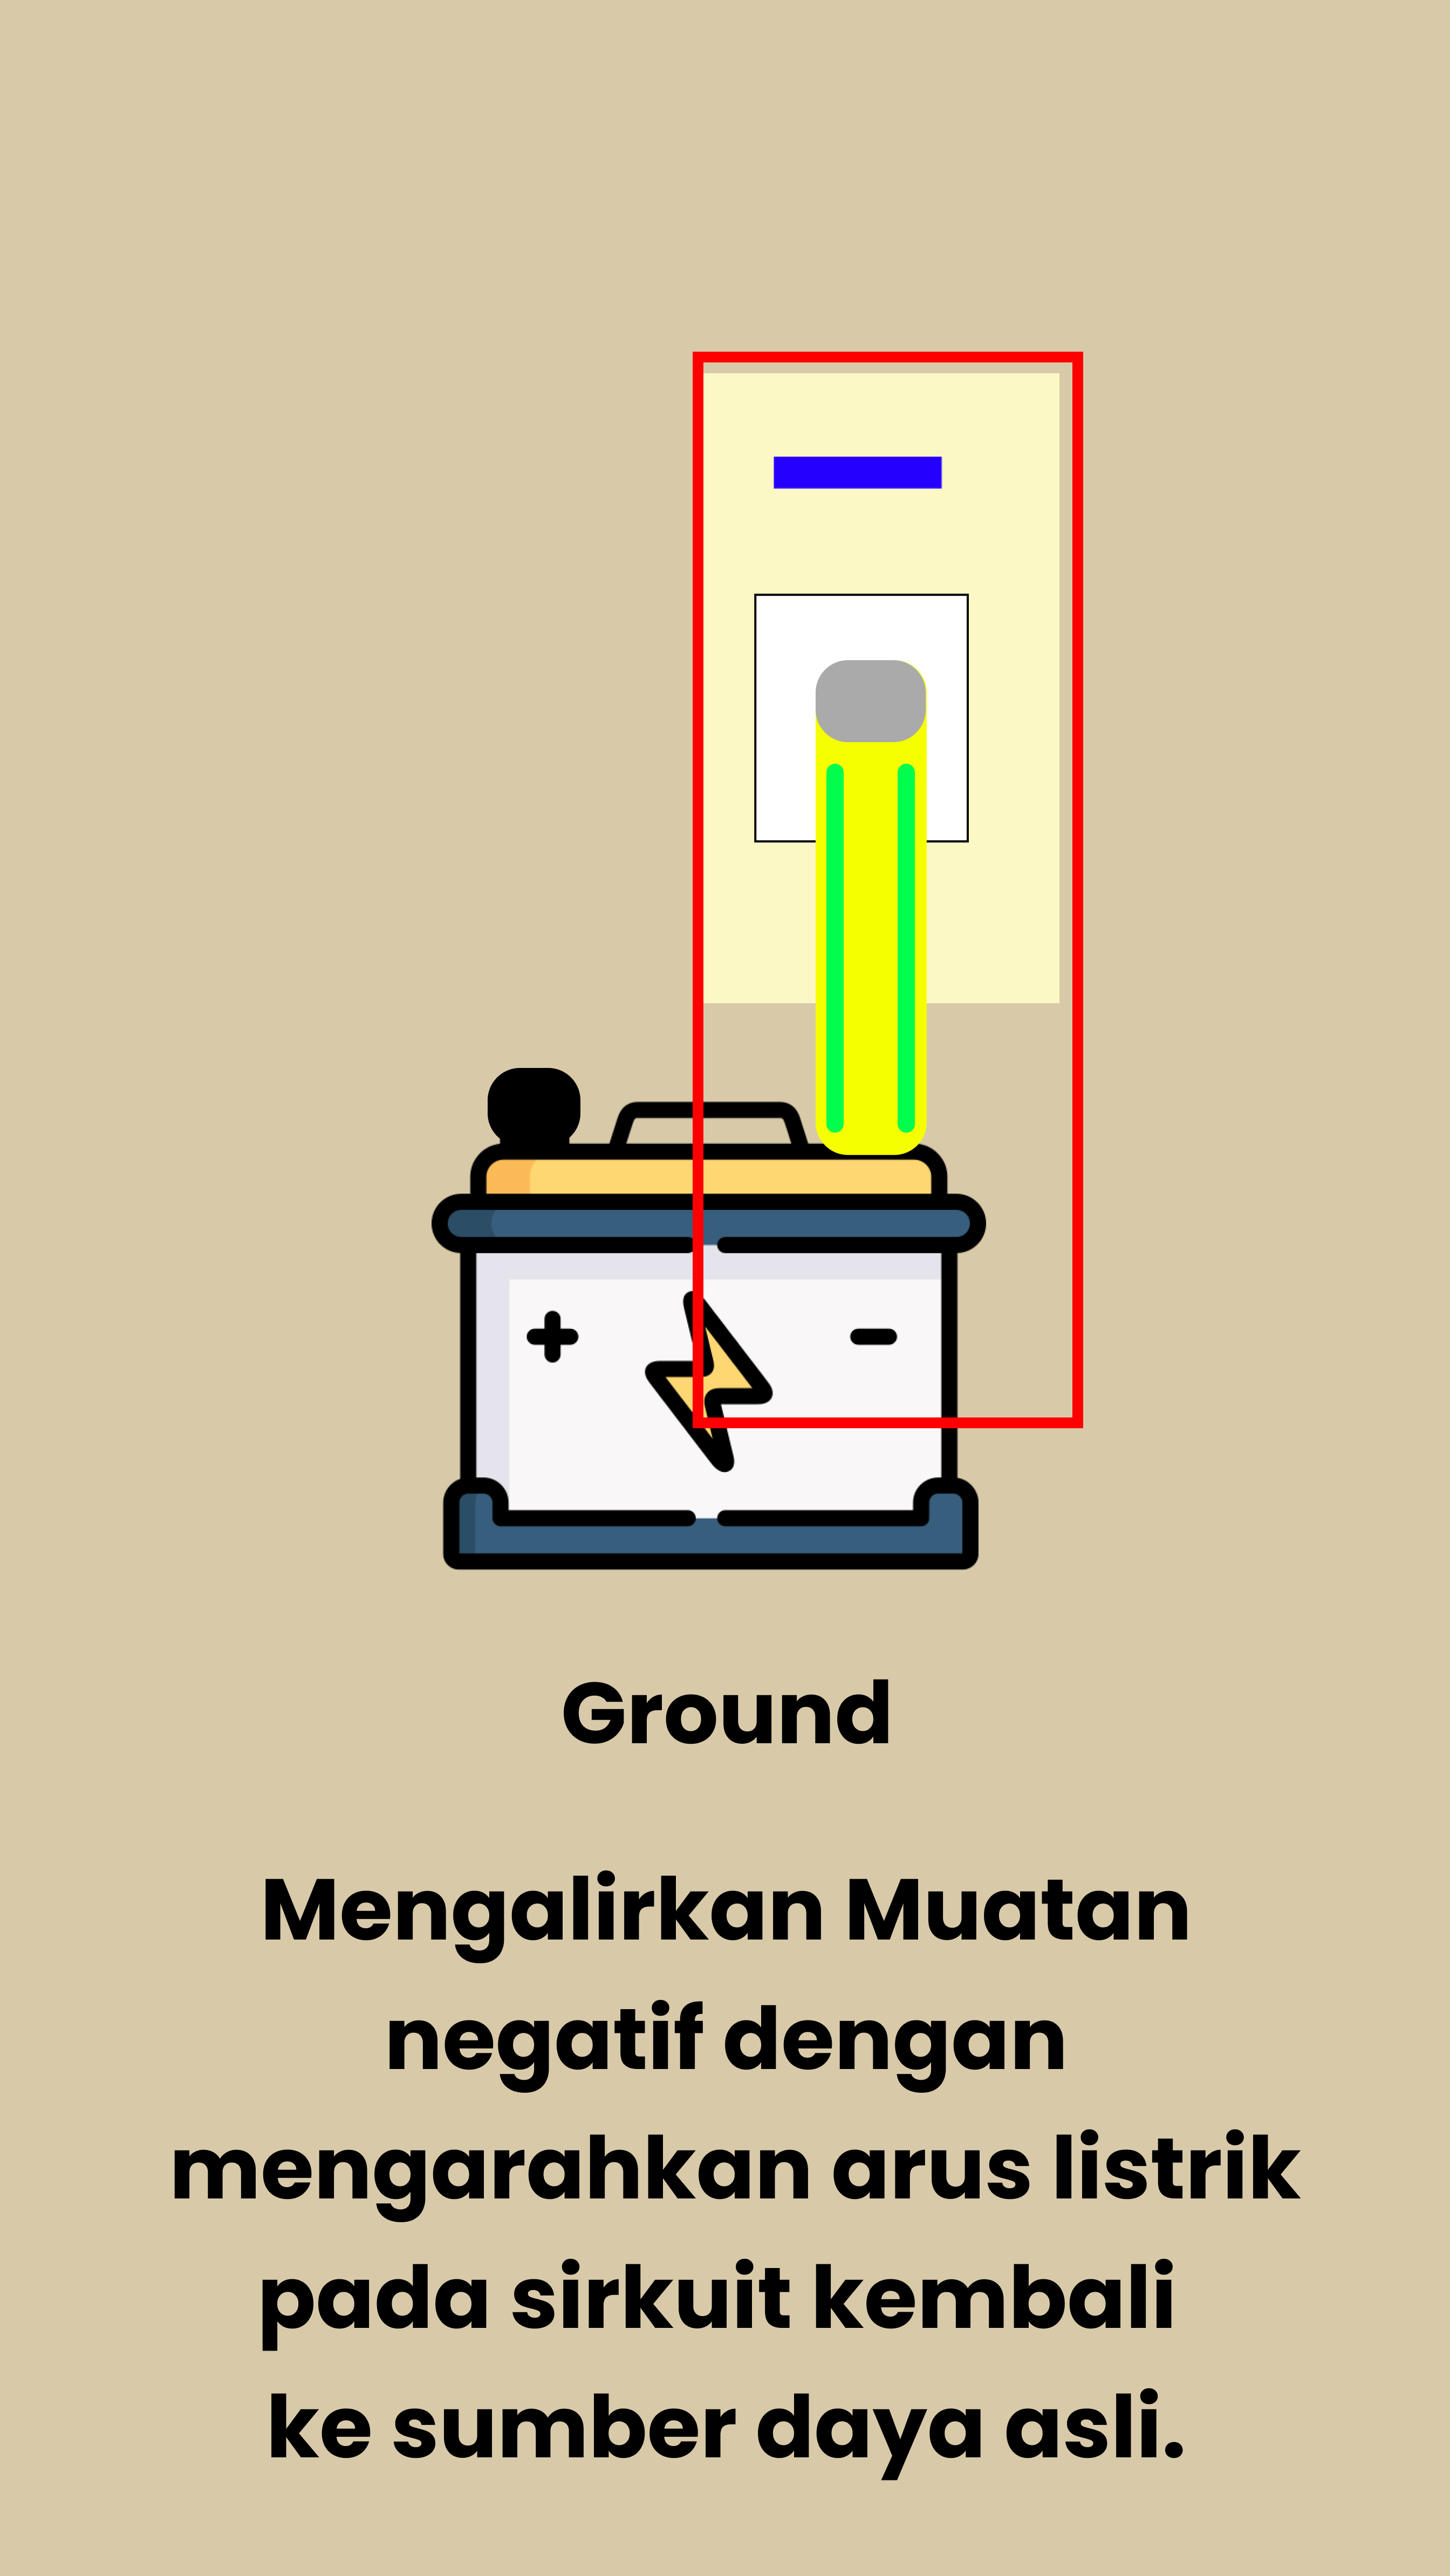 + -
Ground
Mengalirkan Muatan
negatif dengan
mengarahkan arus listrik
pada sirkuit kembali
ke sumber daya asli.